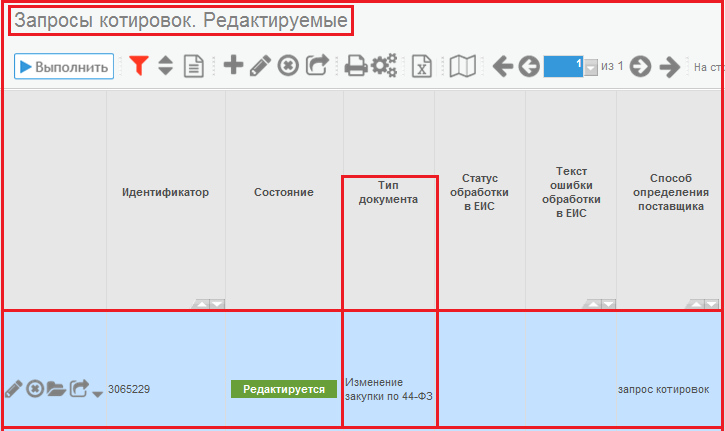 Запросы котировок. Редактируемые
Выполнить 1 из 1 На сто
Идентификатор
Состояние
Тип
документа
Статус
обработки
в ЕИС
Текст
ошибки
обработки
в ЕИС
Способ
определения
поставщика
3065229
Редактируется
Изменение
закупки по 44-ФЗ
запрос котировок